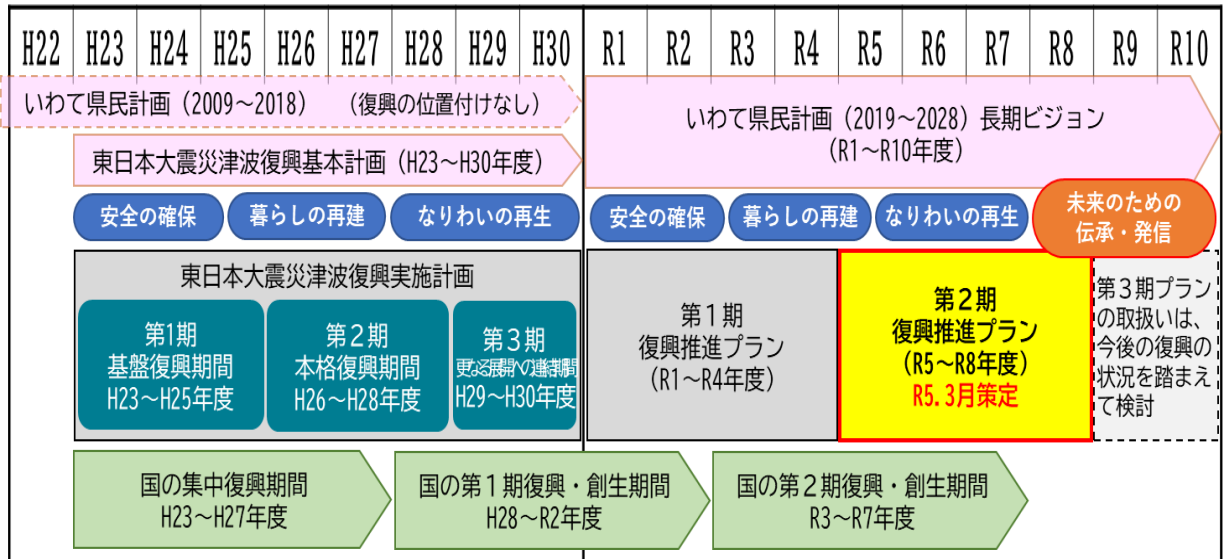 H22 H23 H24 H25 H26 H27 H28 H29 H30 R1 R2 R3 R4 R5 R6 R7 R8 R9 R10
いわて県民計画（2009～2018）　（復興の位置付けなし）
いわて県民計画（2019～2028）長期ビジョン
（R1～R10年度）
東日本大震災津波復興基本計画（H23～H30年度）
安全の確保
暮らしの再建
なりわいの再生
安全の確保
暮らしの再建
なりわいの再生
未来のための
伝承・発信
東日本大震災津波復興実施計画
第1期
基盤復興期間
H23～H25年度
第２期
本格復興期間
H26～H28年度
第３期
更なる展開への連結期間
H29～H30年度
第１期
復興推進プラン
（R1～R4年度）
第２期
復興推進プラン
（R5～R8年度）
R5.3月策定
第３期プラン
の取扱いは、
今後の復興の
状況を踏まえ
て検討
国の集中復興期間
H23～H27年度
国の第１期復興・創生期間
H28～R2年度
国の第２期復興・創生期間
R3～R7年度